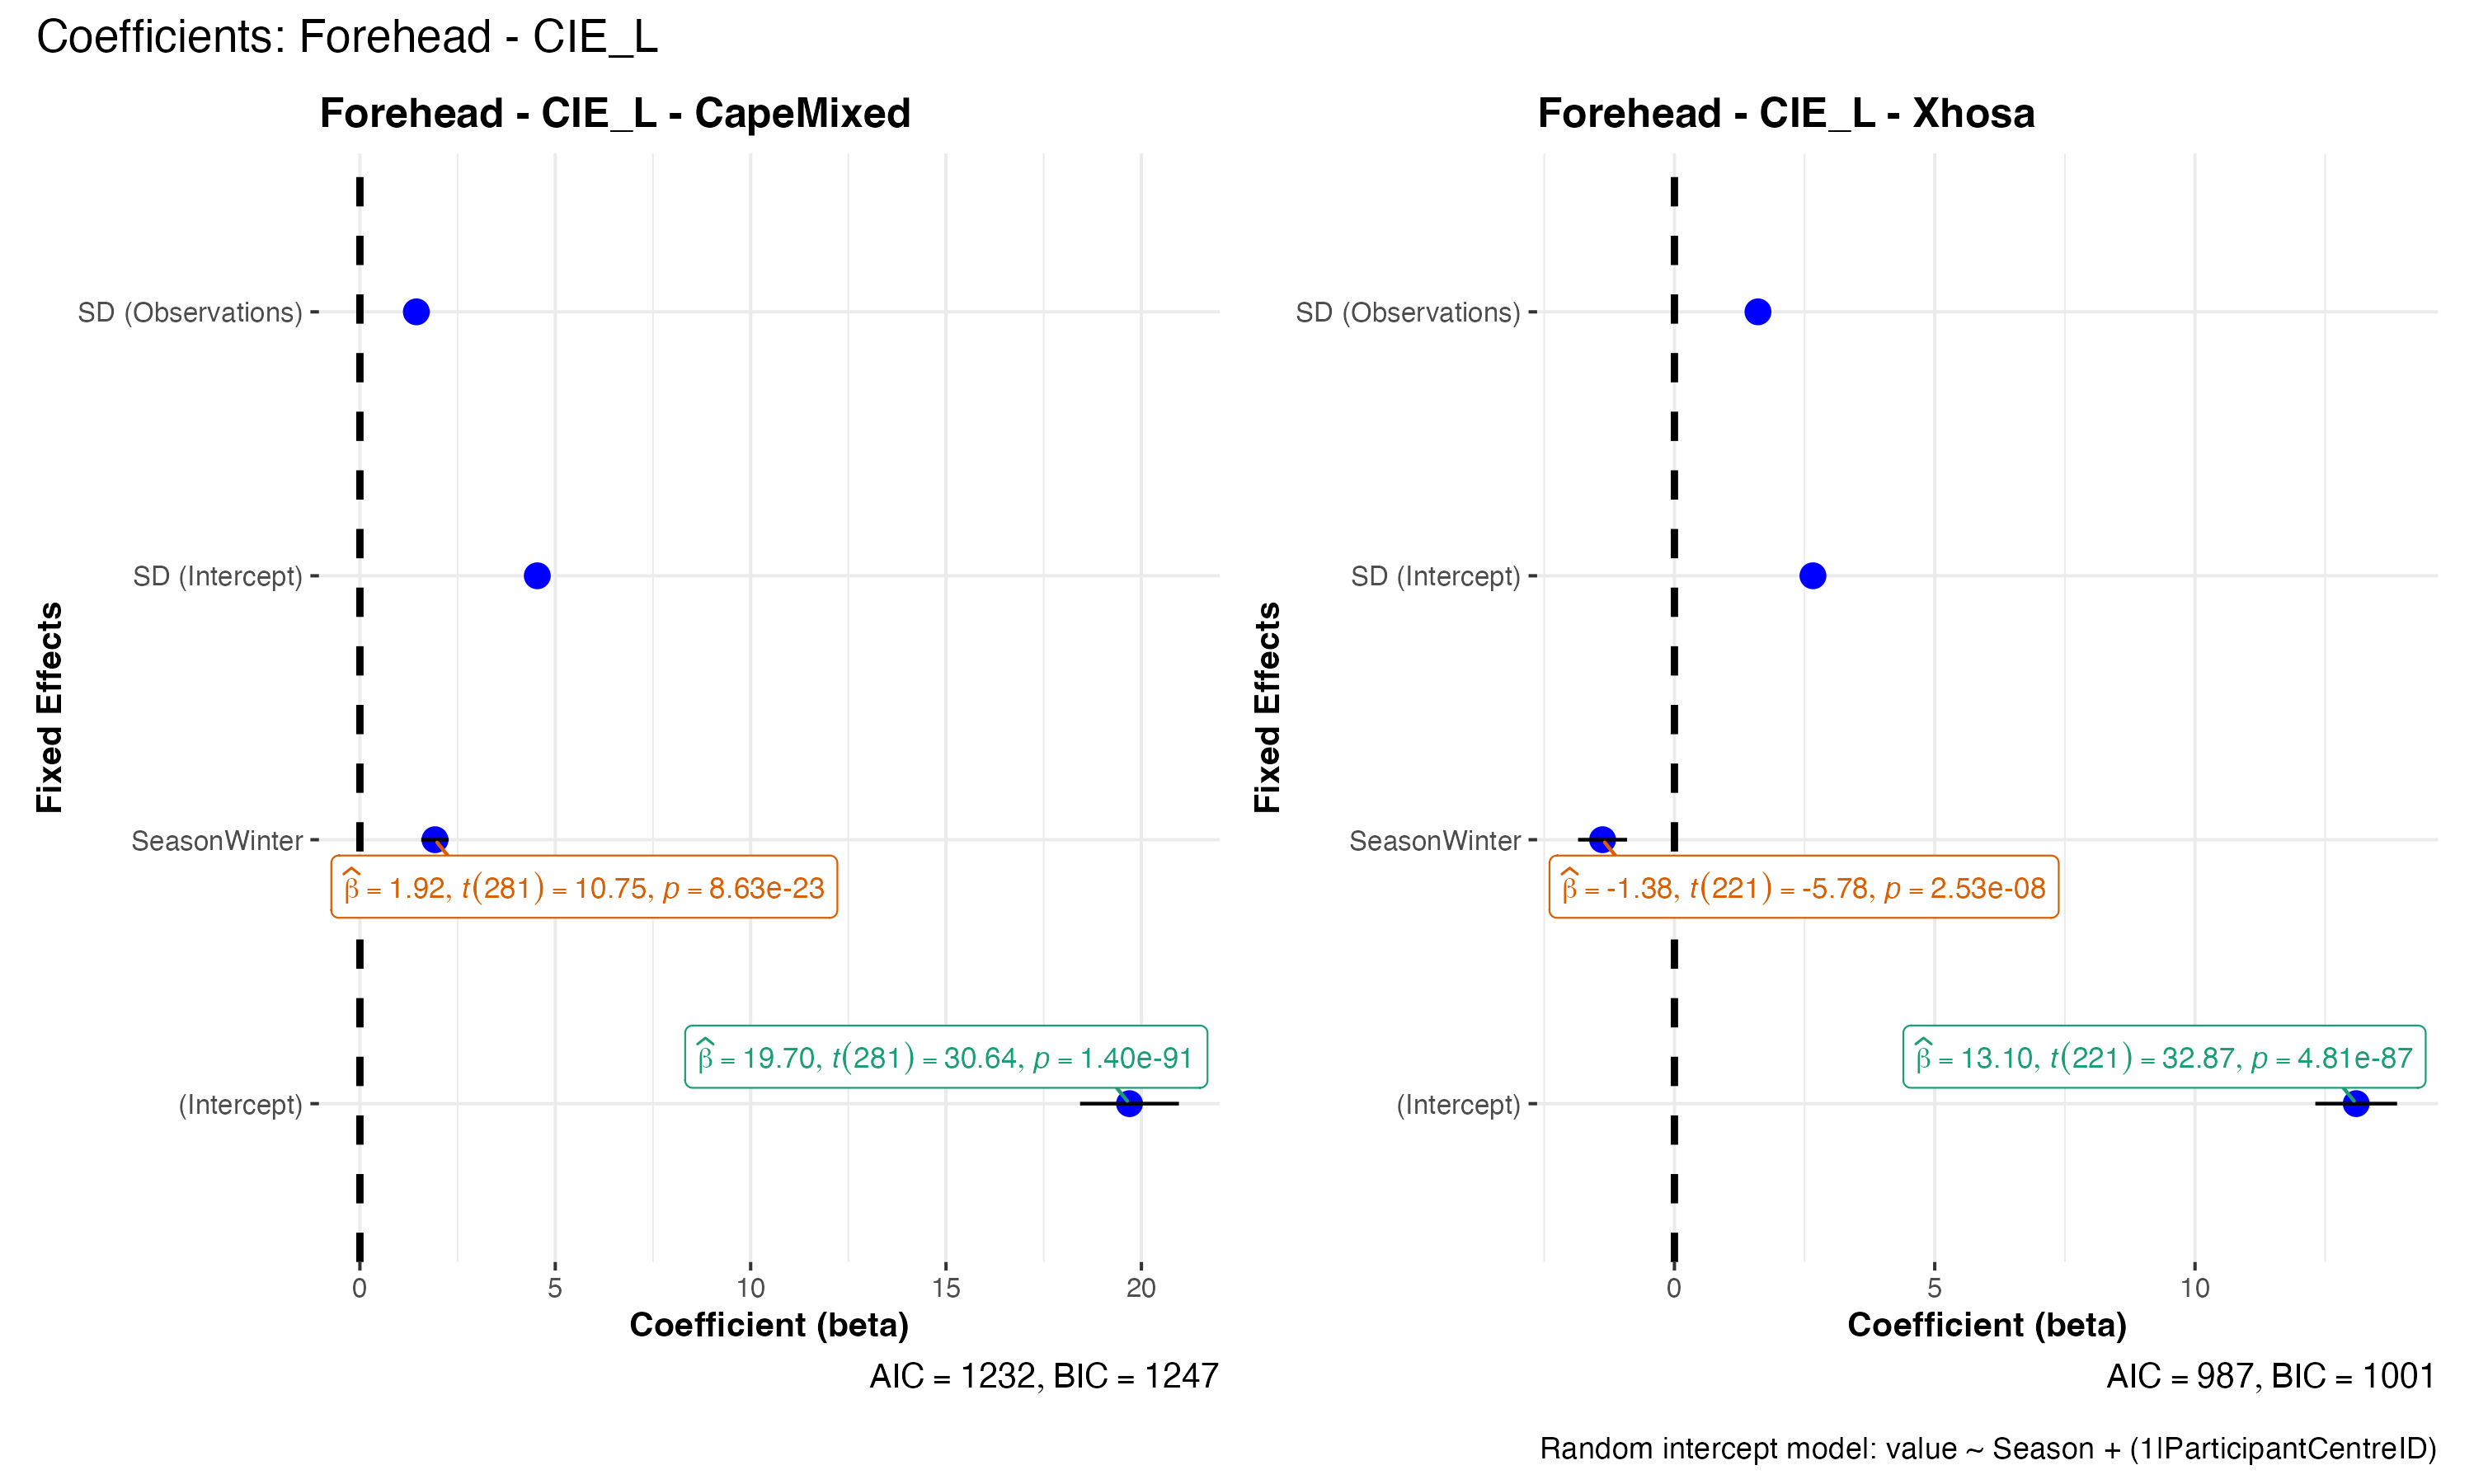 Coefficients: Forehead - CIE_L
Forehead - CIE_L - CapeMixed
Fixed Effects
SD (Observations)
SD (Intercept)
SeasonWinter
β̂ = 1.92, t(281) = 10.75, p = 8.63e-23
β̂ = 19.70, t(281) = 30.64, p = 1.40e-91
(Intercept)
0 5 10 15 20
Coefficient (beta)
AIC = 1232, BIC = 1247
Forehead - CIE_L - Xhosa
Fixed Effects
SD (Observations)
SD (Intercept)
SeasonWinter
β̂ = -1.38, t(221) = -5.78, p = 2.53e-08
β̂ = 13.10, t(221) = 32.87, p = 4.81e-87
(Intercept)
0 5 10
Coefficient (beta)
AIC = 987, BIC = 1001
Random intercept model: value ~ Season + (1|ParticipantCentreID)